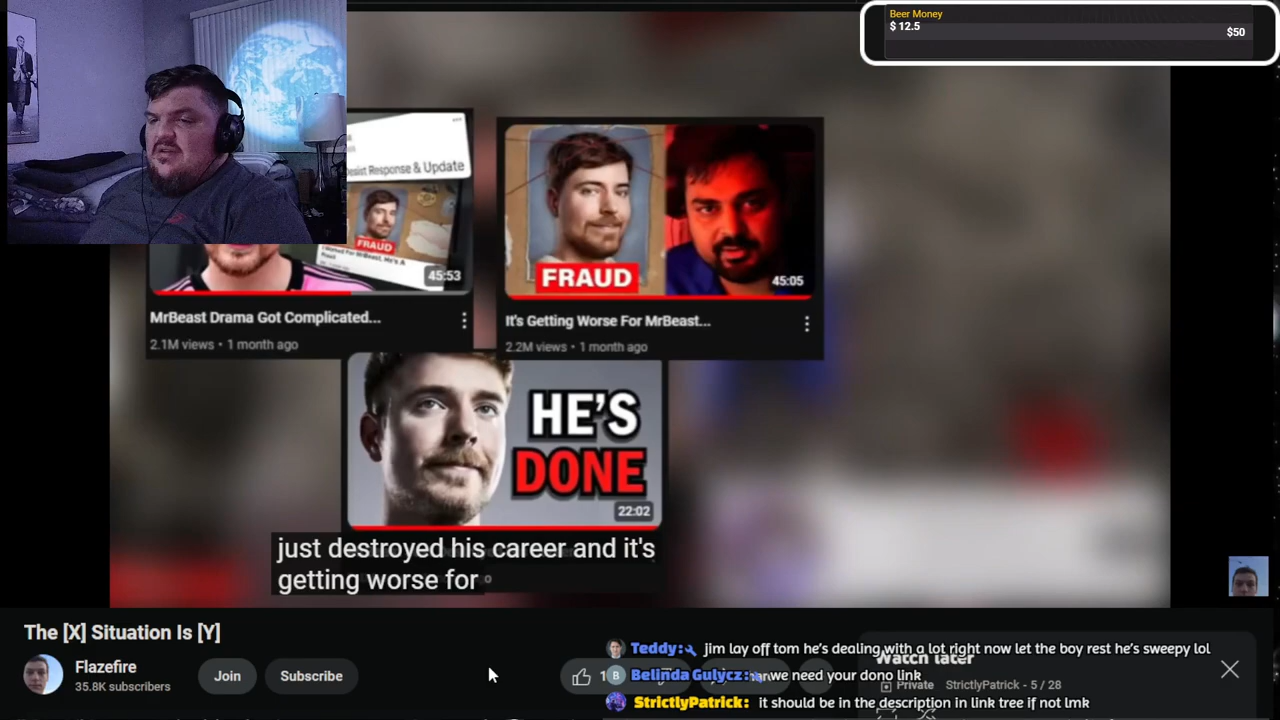 Beer Money
$ 12.5
$50
Response & Update
FRAUD
45:53
MrBeast Drama Got Complicated...
2.1M views • 1 month ago
FRAUD
45:05
It's Getting Worse For MrBeast...
2.2M views • 1 month ago
HE'S
DONE
22:02
just destroyed his career and it's
getting worse for
The [X] Situation Is [Y]
Flazefire
35.8K subscribers
Join
Subscribe
Teddy: jim lay off tom he's dealing with a lot right now let the boy rest he's sweepy lol
Watch later
Belinda Gulycz: we need your dono link
Private StrictlyPatrick - 5 / 28
StrictlyPatrick: it should be in the description in link tree if not lmk